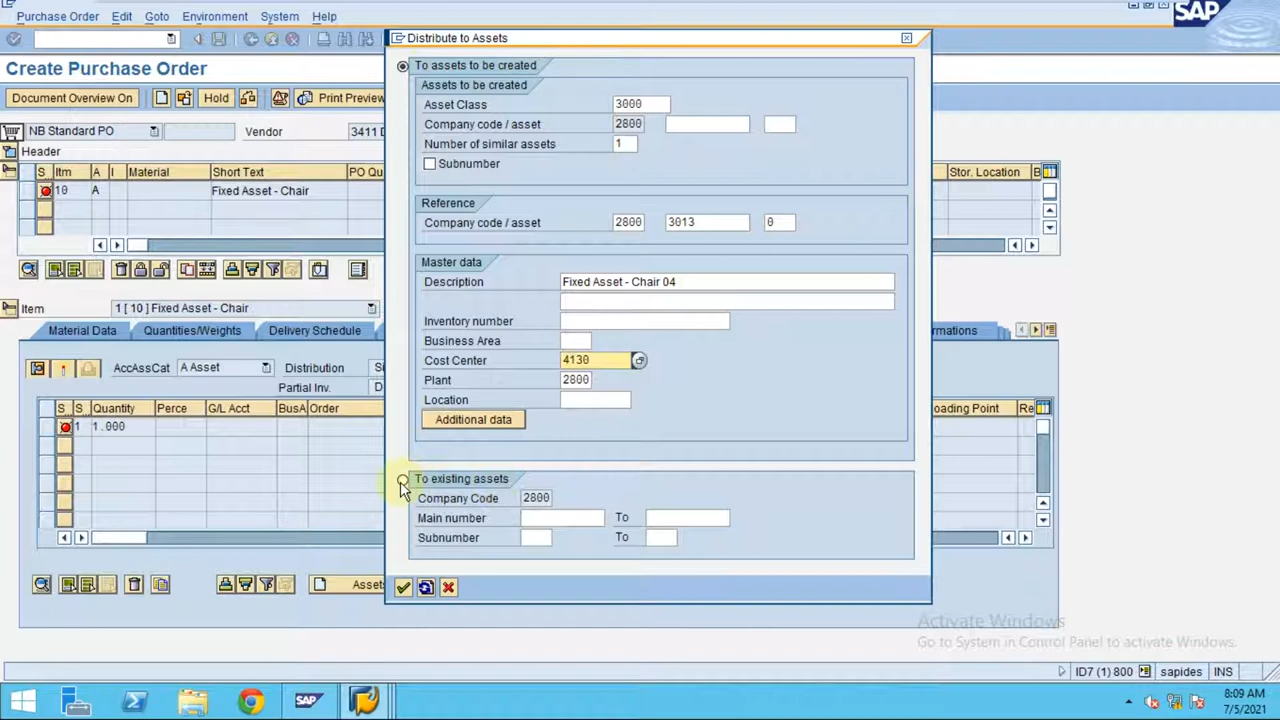 Purchase Order Edit Goto Environment System Help
SAP
Create Purchase Order
Document Overview On Hold Print Preview
NB Standard PO Vendor 3411 D
Header
S. Itm A I Material Short Text PO Qu Stor. Location B
10 A Fixed Asset - Chair
Item 1 [ 10 ] Fixed Asset - Chair
Material Data Quantities/Weights Delivery Schedule
AccAssCat A Asset Distribution Si
Partial Inv. D
S.. S Quantity Perce G/L Acct BusA Order oading Point Re
1 1.000
Assets
Distribute to Assets
To assets to be created
Assets to be created
Asset Class 3000
Company code / asset 2800
Number of similar assets 1
Subnumber
Reference
Company code / asset 2800 3013 0
Master data
Description Fixed Asset - Chair 04
Inventory number
Business Area
Cost Center 4130
Plant 2800
Location
Additional data
To existing assets
Company Code 2800
Main number To
Subnumber To
Activate Windows
Go to System in Control Panel to activate Windows.
ID7 (1) 800 sapides INS
SAP
8:09 AM
7/5/2021